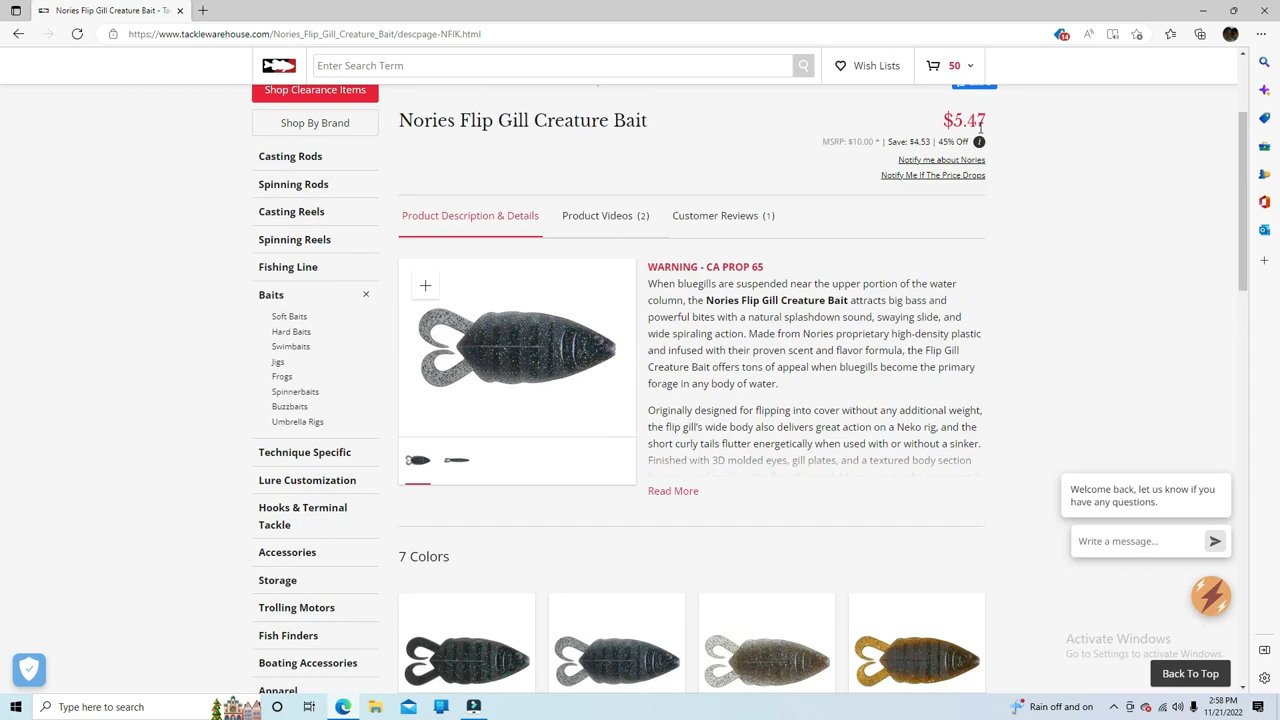 Nories Flip Gill Creature Bait - Ta
https://www.tacklewarehouse.com/Nories_Flip_Gill_Creature_Bait/descpage-NFIK.html
14
Enter Search Term
Wish Lists
50
Shop Clearance Items
Shop By Brand
Casting Rods
Spinning Rods
Casting Reels
Spinning Reels
Fishing Line
Baits
Soft Baits
Hard Baits
Swimbaits
Jigs
Frogs
Spinnerbaits
Buzzbaits
Umbrella Rigs
Technique Specific
Lure Customization
Hooks & Terminal
Tackle
Accessories
Storage
Trolling Motors
Fish Finders
Boating Accessories
Apparel
Nories Flip Gill Creature Bait
$5.47
MSRP: $10.00 * | Save: $4.53 | 45% Off
Notify me about Nories
Notify Me If The Price Drops
Product Description & Details
Product Videos (2)
Customer Reviews (1)
WARNING - CA PROP 65
When bluegills are suspended near the upper portion of the water
column, the Nories Flip Gill Creature Bait attracts big bass and
powerful bites with a natural splashdown sound, swaying slide, and
wide spiraling action. Made from Nories proprietary high-density plastic
and infused with their proven scent and flavor formula, the Flip Gill
Creature Bait offers tons of appeal when bluegills become the primary
forage in any body of water.
Originally designed for flipping into cover without any additional weight,
the flip gill's wide body also delivers great action on a Neko rig, and the
short curly tails flutter energetically when used with or without a sinker.
Finished with 3D molded eyes, gill plates, and a textured body section
Read More
7 Colors
Welcome back, let us know if you
have any questions.
Write a message...
Activate Windows
Go to Settings to activate Windows.
Back To Top
Type here to search
Rain off and on
2:58 PM
11/21/2022